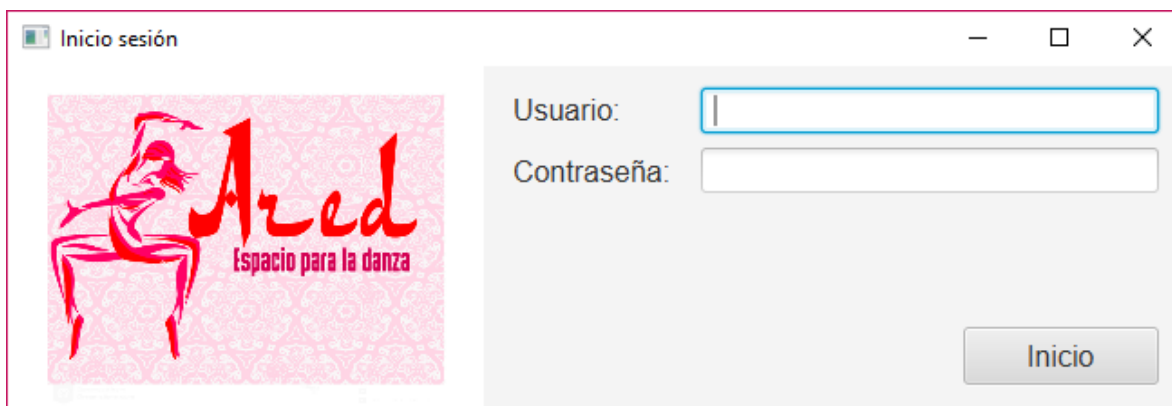 Inicio sesión
Ared
Espacio para la danza
Usuario:
Contraseña:
Inicio